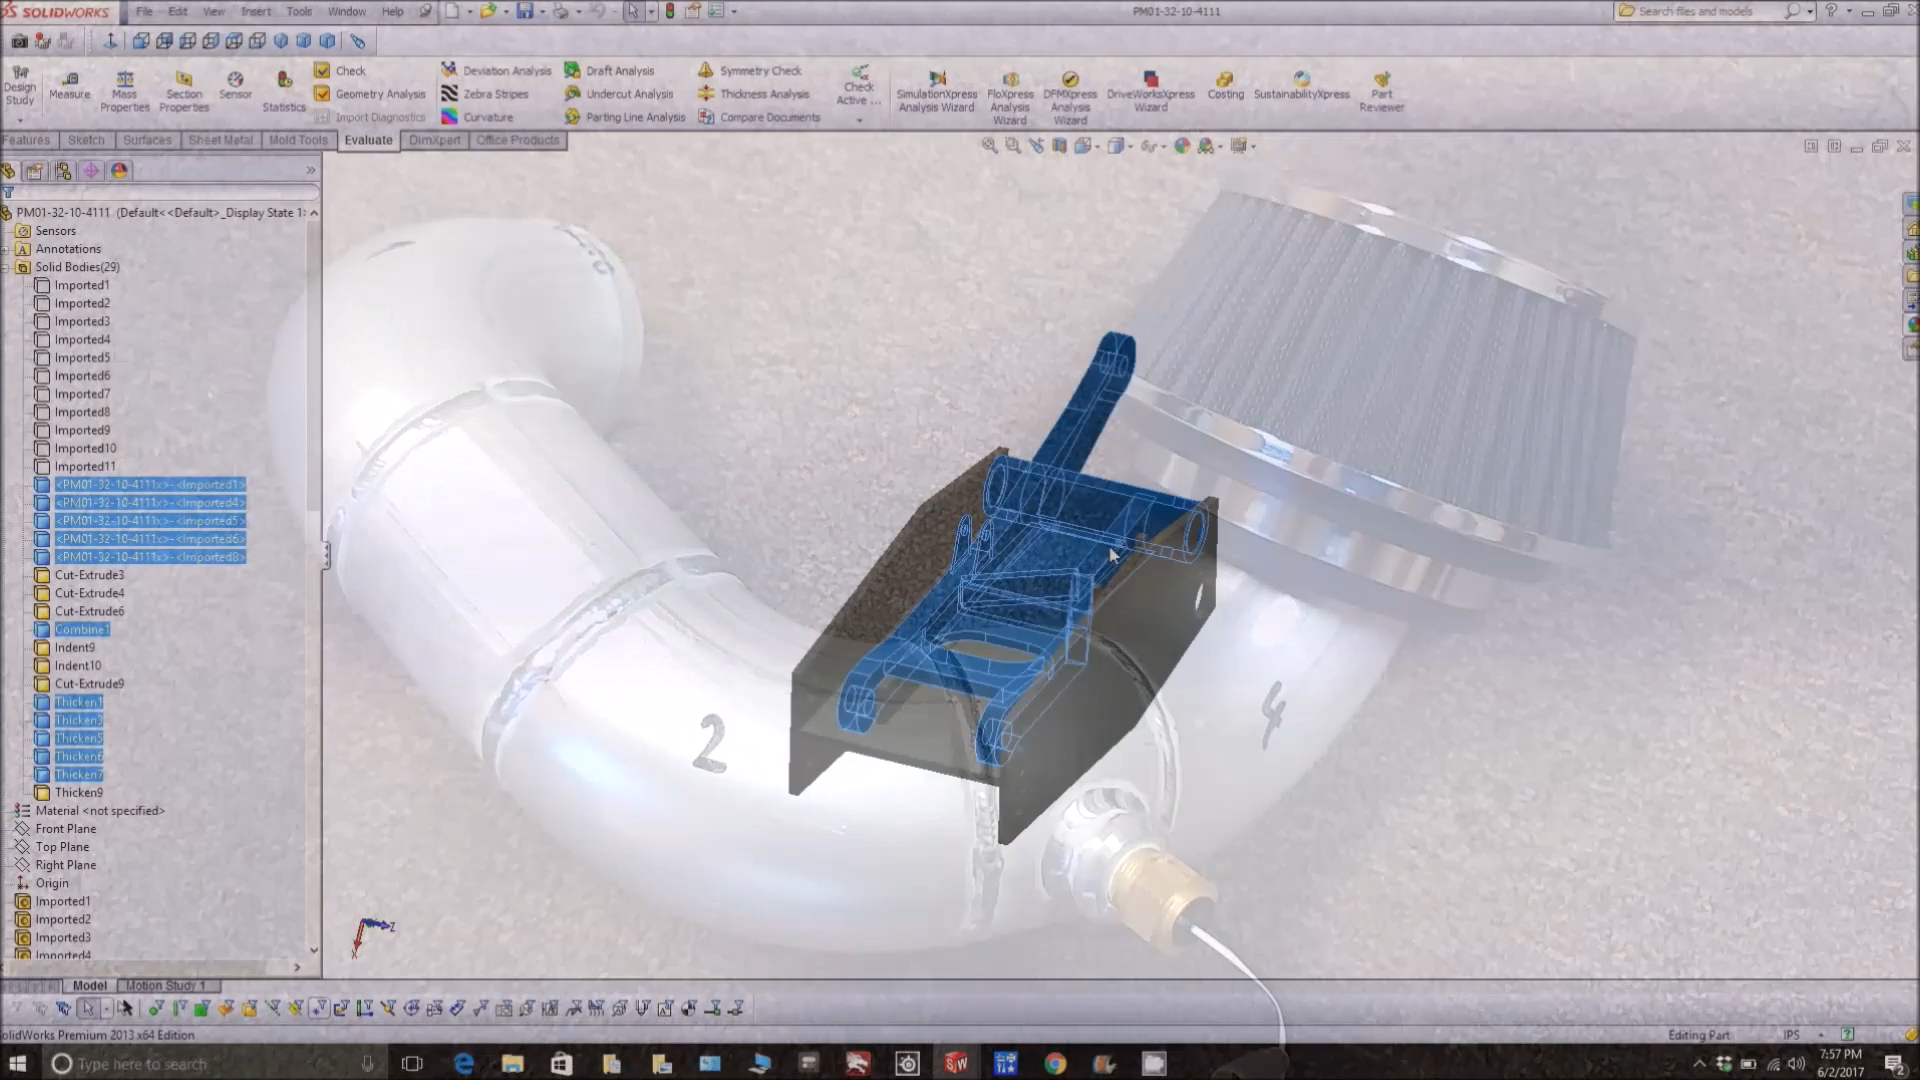 SOLIDWORKS File Edit View Insert Tools Window Help PM01-32-10-4111 Search files and models
Design Study
Measure
Mass Properties
Section Properties
Sensor
Statistics
Check
Geometry Analysis
Import Diagnostics
Deviation Analysis
Zebra Stripes
Curvature
Draft Analysis
Undercut Analysis
Parting Line Analysis
Symmetry Check
Thickness Analysis
Compare Documents
Check Active ...
SimulationXpress Analysis Wizard
FloXpress Analysis Wizard
DFMXpress Analysis Wizard
DriveWorksXpress Wizard
Costing
SustainabilityXpress
Part Reviewer
Features Sketch Surfaces Sheet Metal Mold Tools Evaluate DimXpert Office Products
PM01-32-10-4111 (Default<<Default>_Display State 1>
Sensors
Annotations
Solid Bodies(29)
Imported1
Imported2
Imported3
Imported4
Imported5
Imported6
Imported7
Imported8
Imported9
Imported10
Imported11
<PM01-32-10-4111x>-<Imported1>
<PM01-32-10-4111x>-<Imported4>
<PM01-32-10-4111x>-<Imported5>
<PM01-32-10-4111x>-<Imported6>
<PM01-32-10-4111x>-<Imported8>
Cut-Extrude3
Cut-Extrude4
Cut-Extrude6
Combine1
Indent9
Indent10
Cut-Extrude9
Thicken1
Thicken3
Thicken5
Thicken6
Thicken7
Thicken9
Material <not specified>
Front Plane
Top Plane
Right Plane
Origin
Imported1
Imported2
Imported3
Imported4
2
4
Z
X
Model Motion Study 1
SolidWorks Premium 2013 x64 Edition Editing Part IPS
Type here to search
7:57 PM
6/2/2017